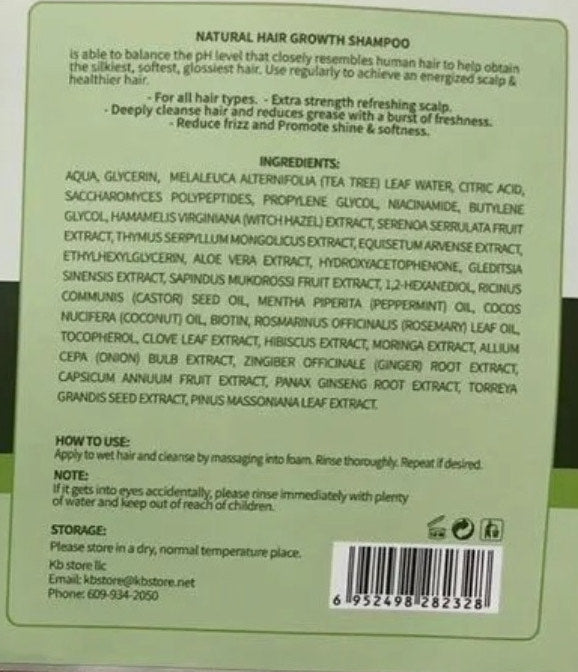 NATURAL HAIR GROWTH SHAMPOO
is able to balance the pH level that closely resembles human hair to help obtain
the silkiest, softest, glossiest hair. Use regularly to achieve an energized scalp &
healthier hair.
- For all hair types. - Extra strength refreshing scalp.
- Deeply cleanse hair and reduces grease with a burst of freshness.
- Reduce frizz and Promote shine & softness.
INGREDIENTS:
AQUA, GLYCERIN, MELALEUCA ALTERNIFOLIA (TEA TREE) LEAF WATER, CITRIC ACID,
SACCHAROMYCES POLYPEPTIDES, PROPYLENE GLYCOL, NIACINAMIDE, BUTYLENE
GLYCOL, HAMAMELIS VIRGINIANA (WITCH HAZEL) EXTRACT, SERENOA SERRULATA FRUIT
EXTRACT, THYMUS SERPYLLUM MONGOLICUS EXTRACT, EQUISETUM ARVENSE EXTRACT,
ETHYLHEXYLGLYCERIN, ALOE VERA EXTRACT, HYDROXYACETOPHENONE, GLEDITSIA
SINENSIS EXTRACT, SAPINDUS MUKOROSSI FRUIT EXTRACT, 1,2-HEXANEDIOL, RICINUS
COMMUNIS (CASTOR) SEED OIL, MENTHA PIPERITA (PEPPERMINT) OIL, COCOS
NUCIFERA (COCONUT) OIL, BIOTIN, ROSMARINUS OFFICINALIS (ROSEMARY) LEAF OIL,
TOCOPHEROL, CLOVE LEAF EXTRACT, HIBISCUS EXTRACT, MORINGA EXTRACT, ALLIUM
CEPA (ONION) BULB EXTRACT, ZINGIBER OFFICINALE (GINGER) ROOT EXTRACT,
CAPSICUM ANNUUM FRUIT EXTRACT, PANAX GINSENG ROOT EXTRACT, TORREYA
GRANDIS SEED EXTRACT, PINUS MASSONIANA LEAF EXTRACT.
HOW TO USE:
Apply to wet hair and cleanse by massaging into foam. Rinse thoroughly. Repeat if desired.
NOTE:
If it gets into eyes accidentally, please rinse immediately with plenty
of water and keep out of reach of children.
STORAGE:
Please store in a dry, normal temperature place.
Kb store llc
Email: kbstore@kbstore.net
Phone: 609-934-2050
6 952498 282328